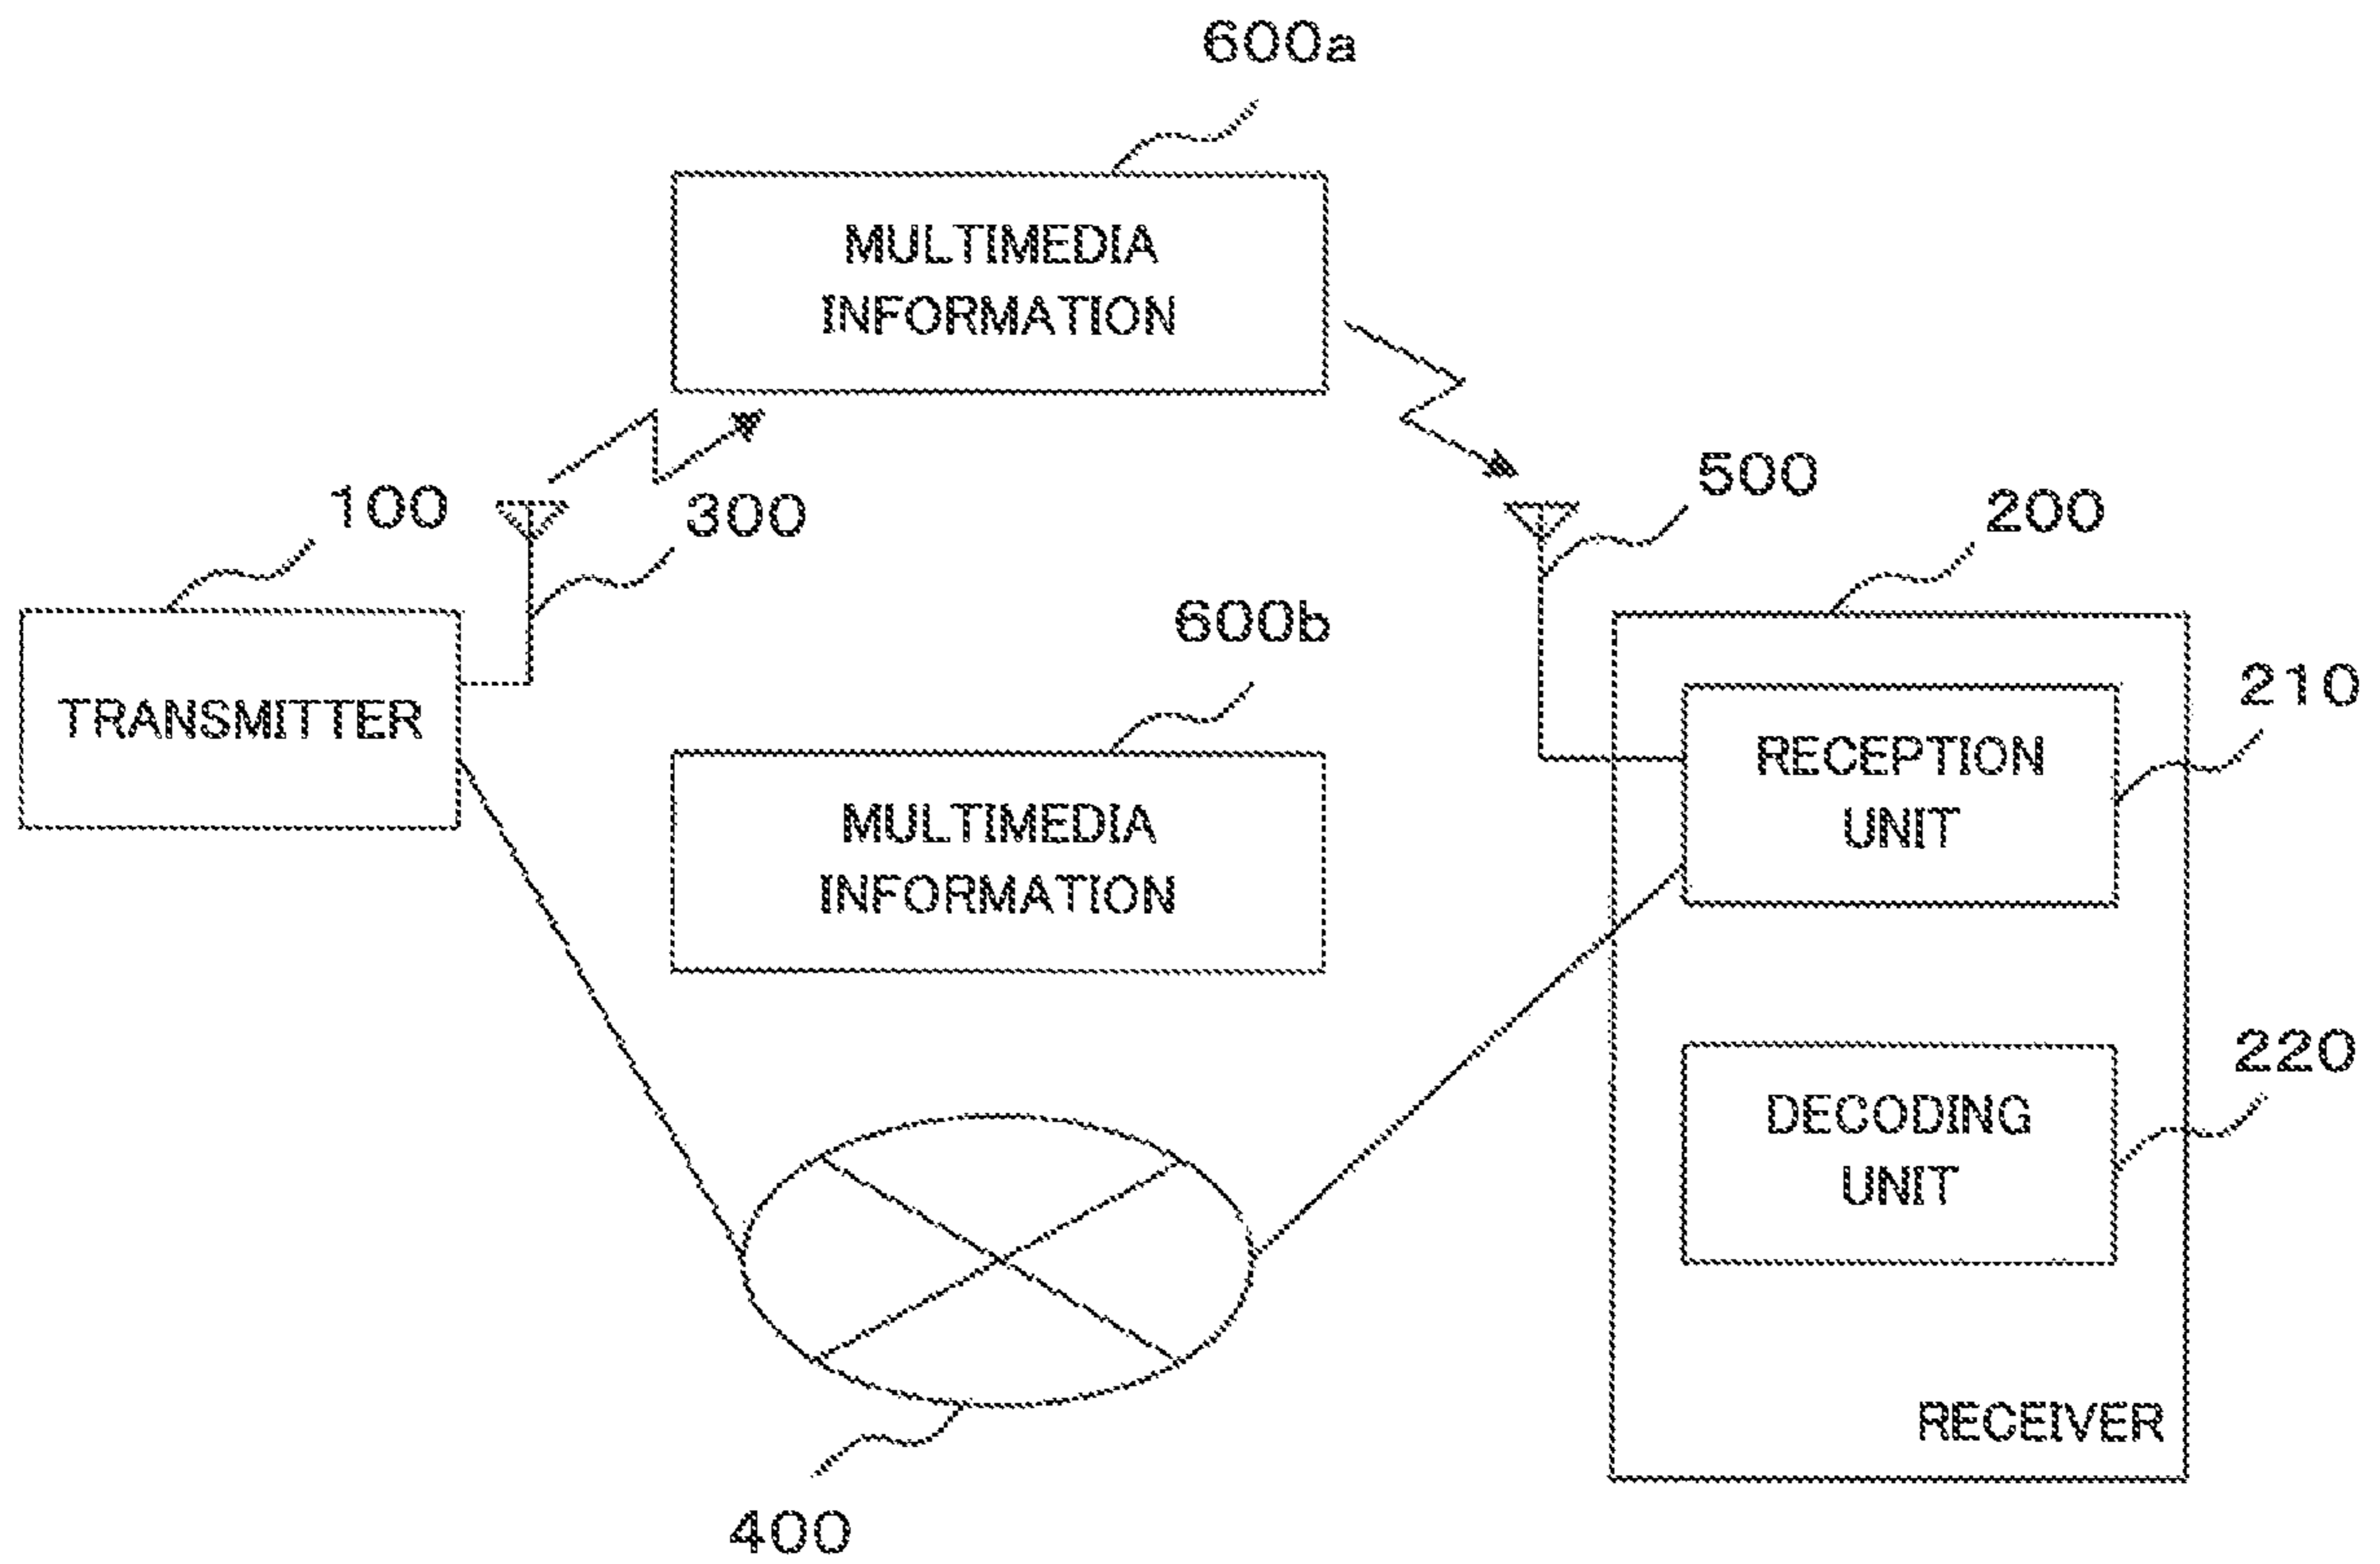 600a
MULTIMEDIA
INFORMATION
100
300
500
200
TRANSMITTER
600b
MULTIMEDIA
INFORMATION
210
RECEPTION
UNIT
220
DECODING
UNIT
RECEIVER
400